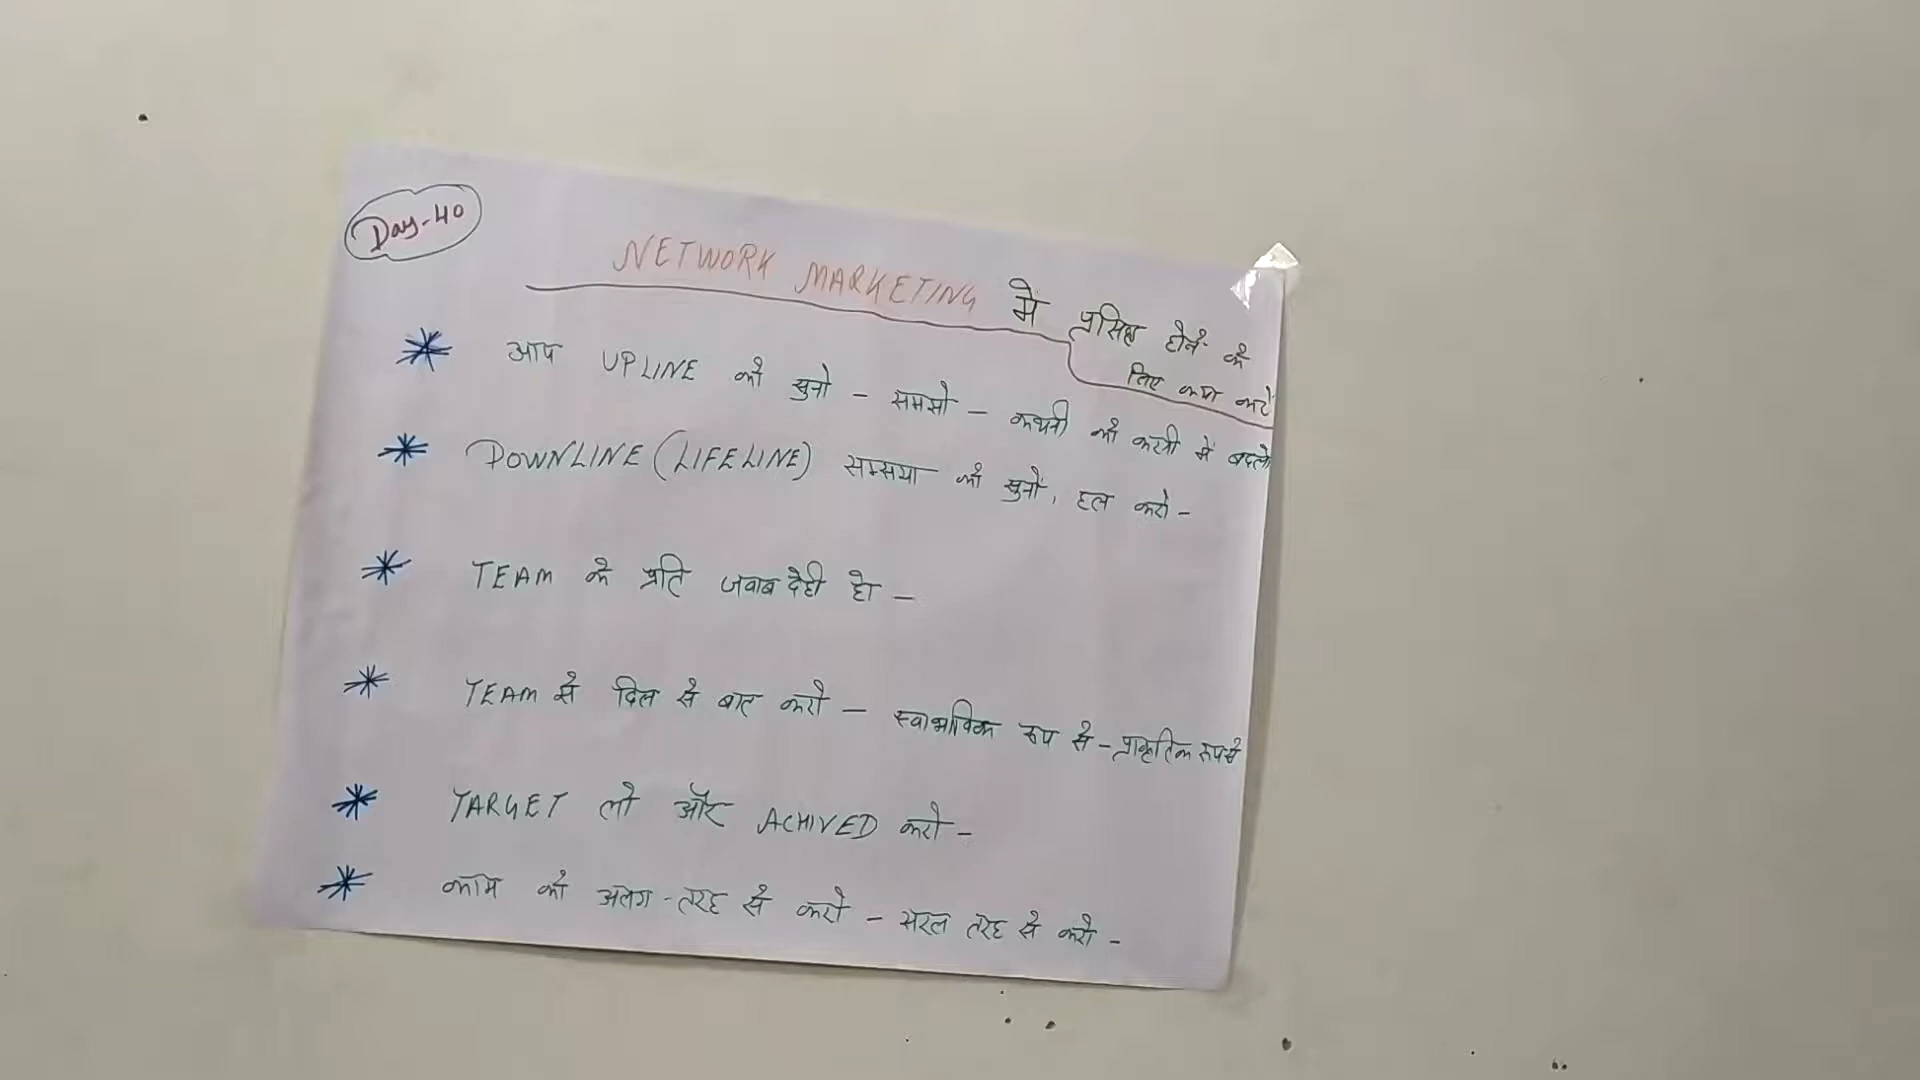 Day-40
NETWORK MARKETING में प्रसिद्ध होने के
लिए क्या करें
* आप UPLINE को सुनो - समझो - कथनी को करनी में बदलो
* DOWNLINE (LIFELINE) समस्या को सुनों, हल करो -
* TEAM के प्रति जवाब देही हो -
* TEAM से दिल से बात करो - स्वाभाविक रूप से - प्राकृतिक रूप से
* TARGET लो और ACHIVED करो -
* काम को अलग - तरह से करो - सरल तरह से करो -